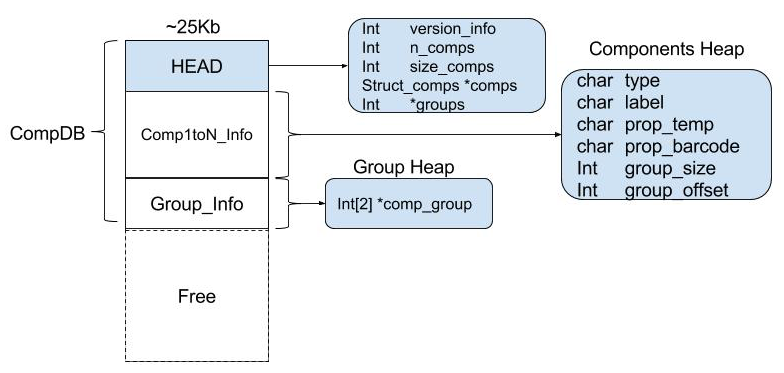 ~25Kb
HEAD
CompDB
Comp1toN_Info
Group_Info
Free
Int version_info
Int n_comps
Int size_comps
Struct_comps *comps
Int *groups
Group Heap
Int[2] *comp_group
Components Heap
char type
char label
char prop_temp
char prop_barcode
Int group_size
Int group_offset